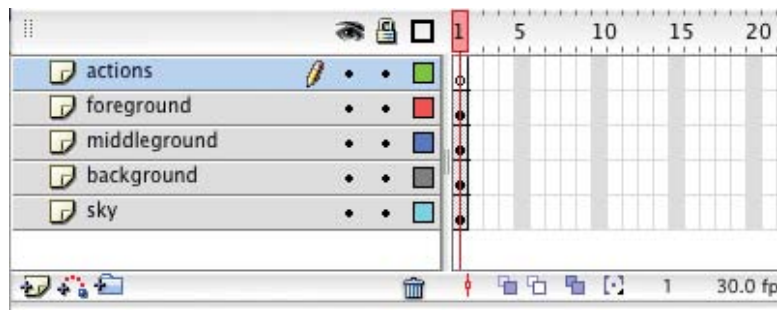 1 5 10 15 20
actions
foreground
middleground
background
sky
1 30.0 fp